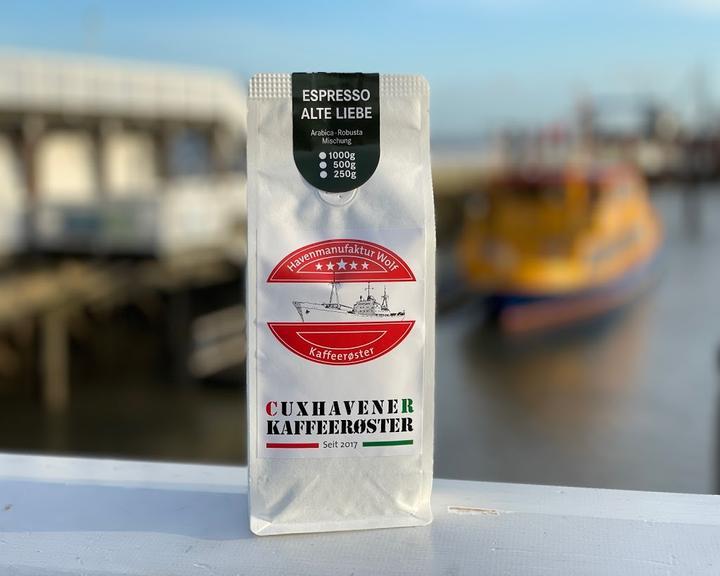 ESPRESSO
ALTE LIEBE
Arabica-Robusta
Mischung
1000g
500g
250g
Havenmanufaktur Wolf
Kaffeerøster
CUXHAVENER
KAFFEERØSTER
Seit 2017